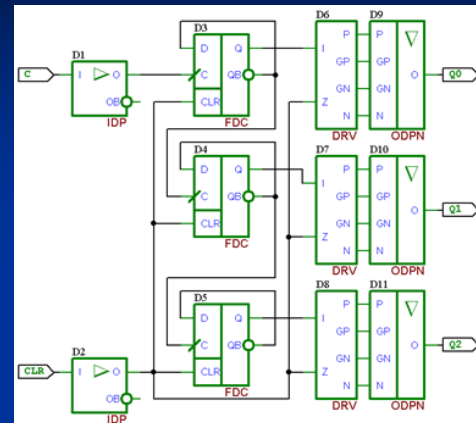 D3 D6 D9
D1 D Q I P P
C I O C GP GP O Q0
OB QB GN GN
CLR Z N N
IDP FDC DRV ODPN
D4 D7 D10
D Q I P P
C GP GP O Q1
QB GN GN
CLR Z N N
FDC DRV ODPN
D5 D8 D11
D Q I P P
D2 C GP GP O Q2
QB GN GN
CLR I O CLR Z N N
OB FDC DRV ODPN
IDP